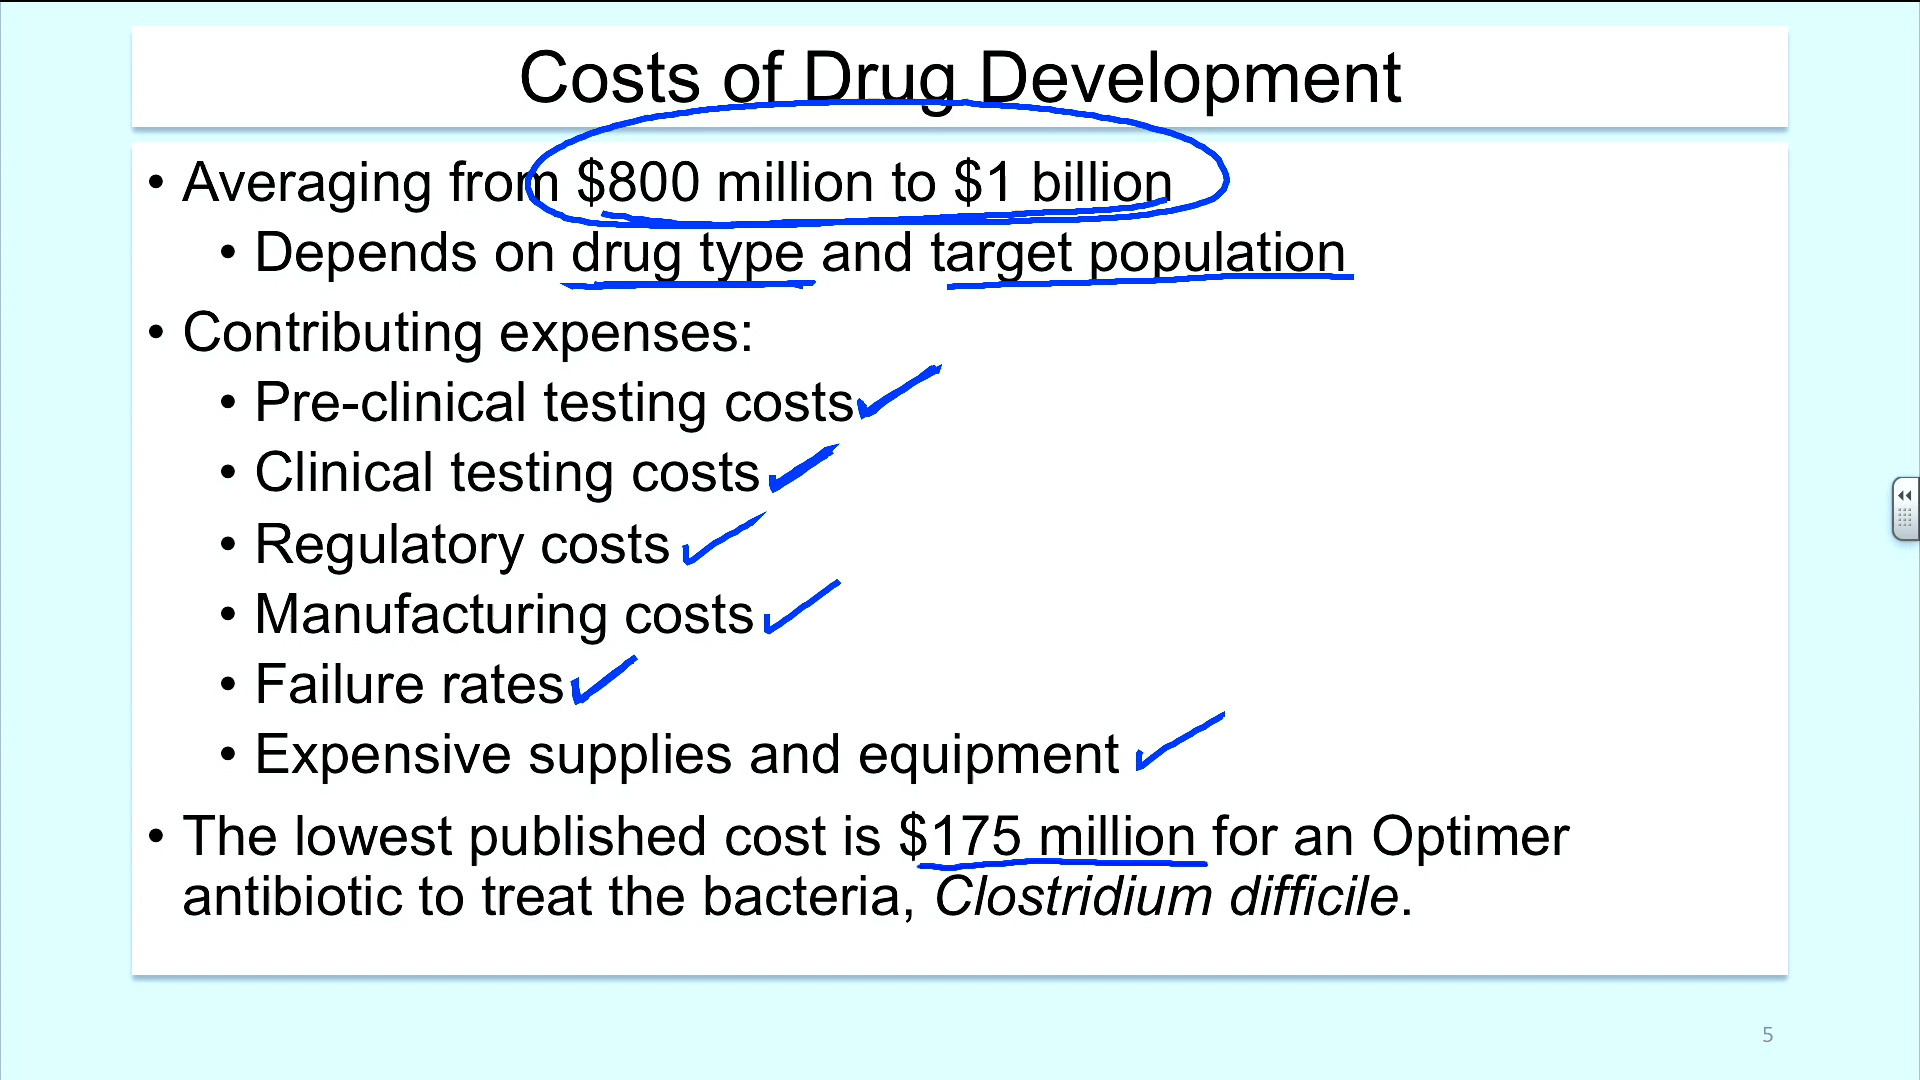 Costs of Drug Development
• Averaging from $800 million to $1 billion
• Depends on drug type and target population
• Contributing expenses:
• Pre-clinical testing costs
• Clinical testing costs
• Regulatory costs
• Manufacturing costs
• Failure rates
• Expensive supplies and equipment
• The lowest published cost is $175 million for an Optimer
antibiotic to treat the bacteria, Clostridium difficile.
5